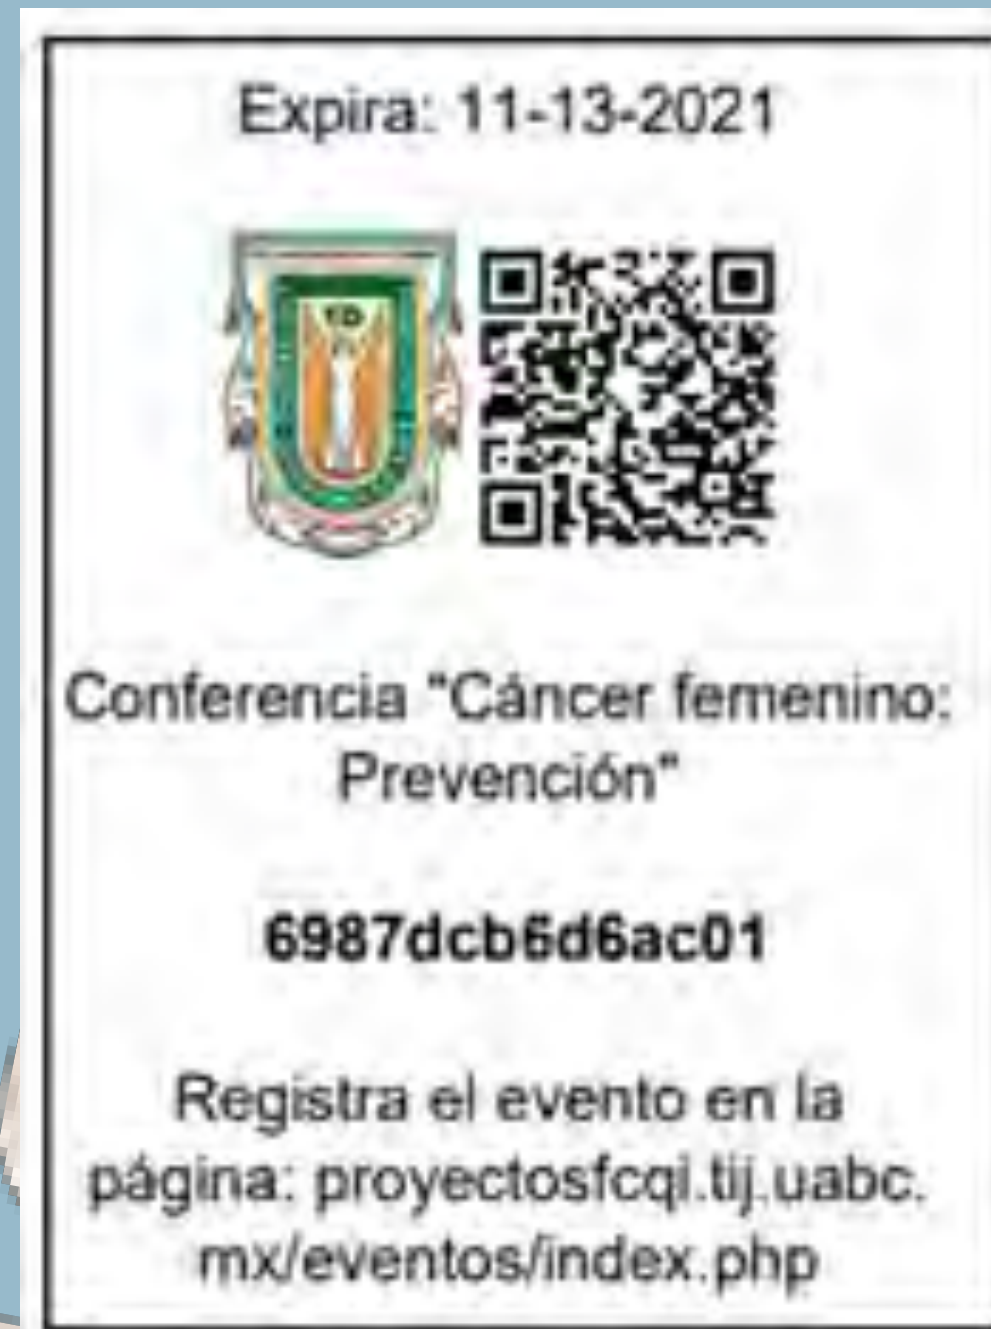 Expira: 11-13-2021
Conferencia "Cáncer femenino:
Prevención"
6987dcb6d6ac01
Registra el evento en la
página: proyectosfcqi.tij.uabc.
mx/eventos/index.php